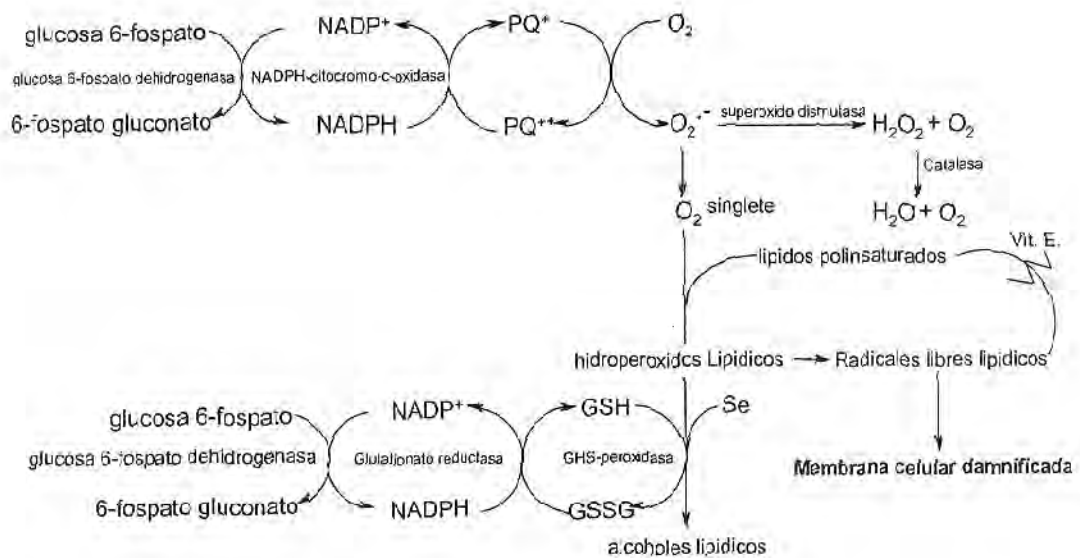 glucosa 6-fospato NADP⁺ PQ⁺ O₂
glucosa 6-fospato dehidrogenasa NADPH-citocromo-c-oxidasa
6-fospato gluconato NADPH PQ⁺⁺ O₂·⁻ superoxido distrulasa H₂O₂ + O₂
Catalasa
O₂ singlete H₂O + O₂
Vit. E.
lipidos polinsaturados
hidroperoxidos Lipidicos Radicales libres lipidicos
glucosa 6-fospato NADP⁺ GSH Se
glucosa 6-fospato dehidrogenasa Glutationato reductasa GHS-peroxidasa
Membrana celular damnificada
6-fospato gluconato NADPH GSSG
alcoholes lipidicos